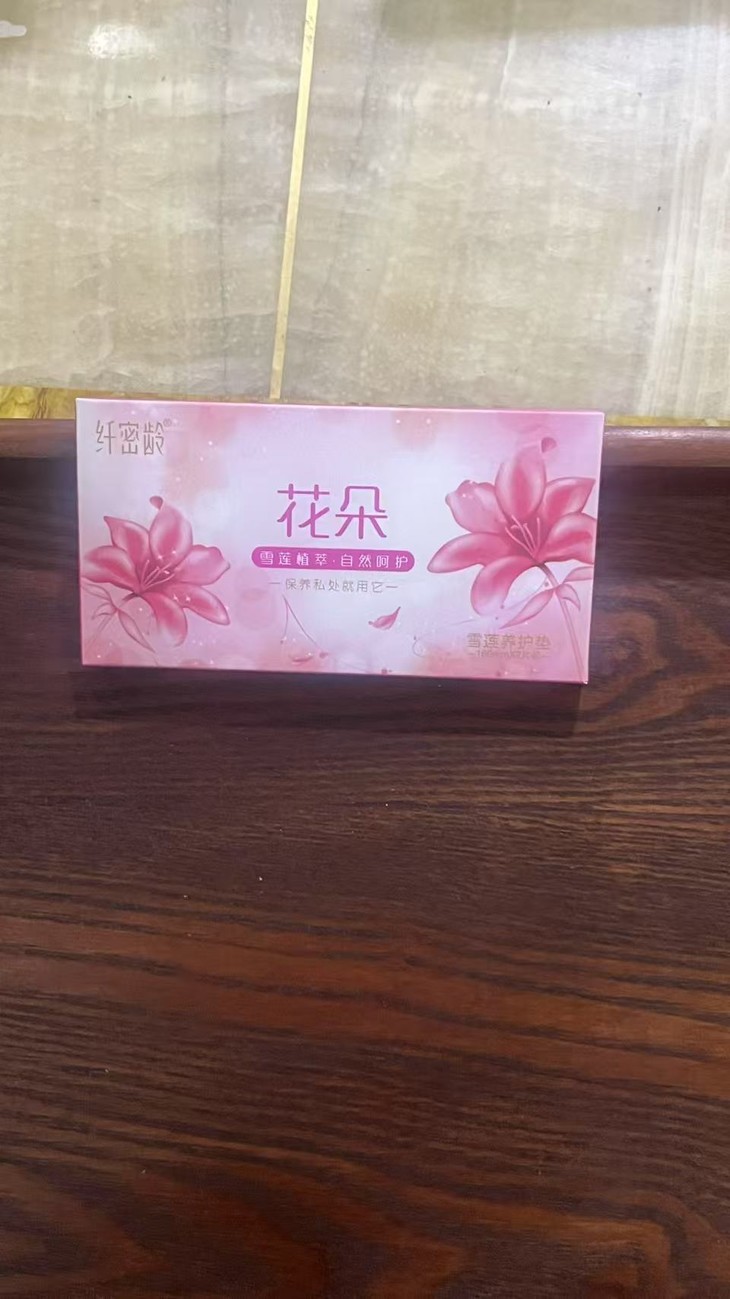 纤密龄
花朵
雪莲植萃·自然呵护
保养私处就用它
雪莲养护垫